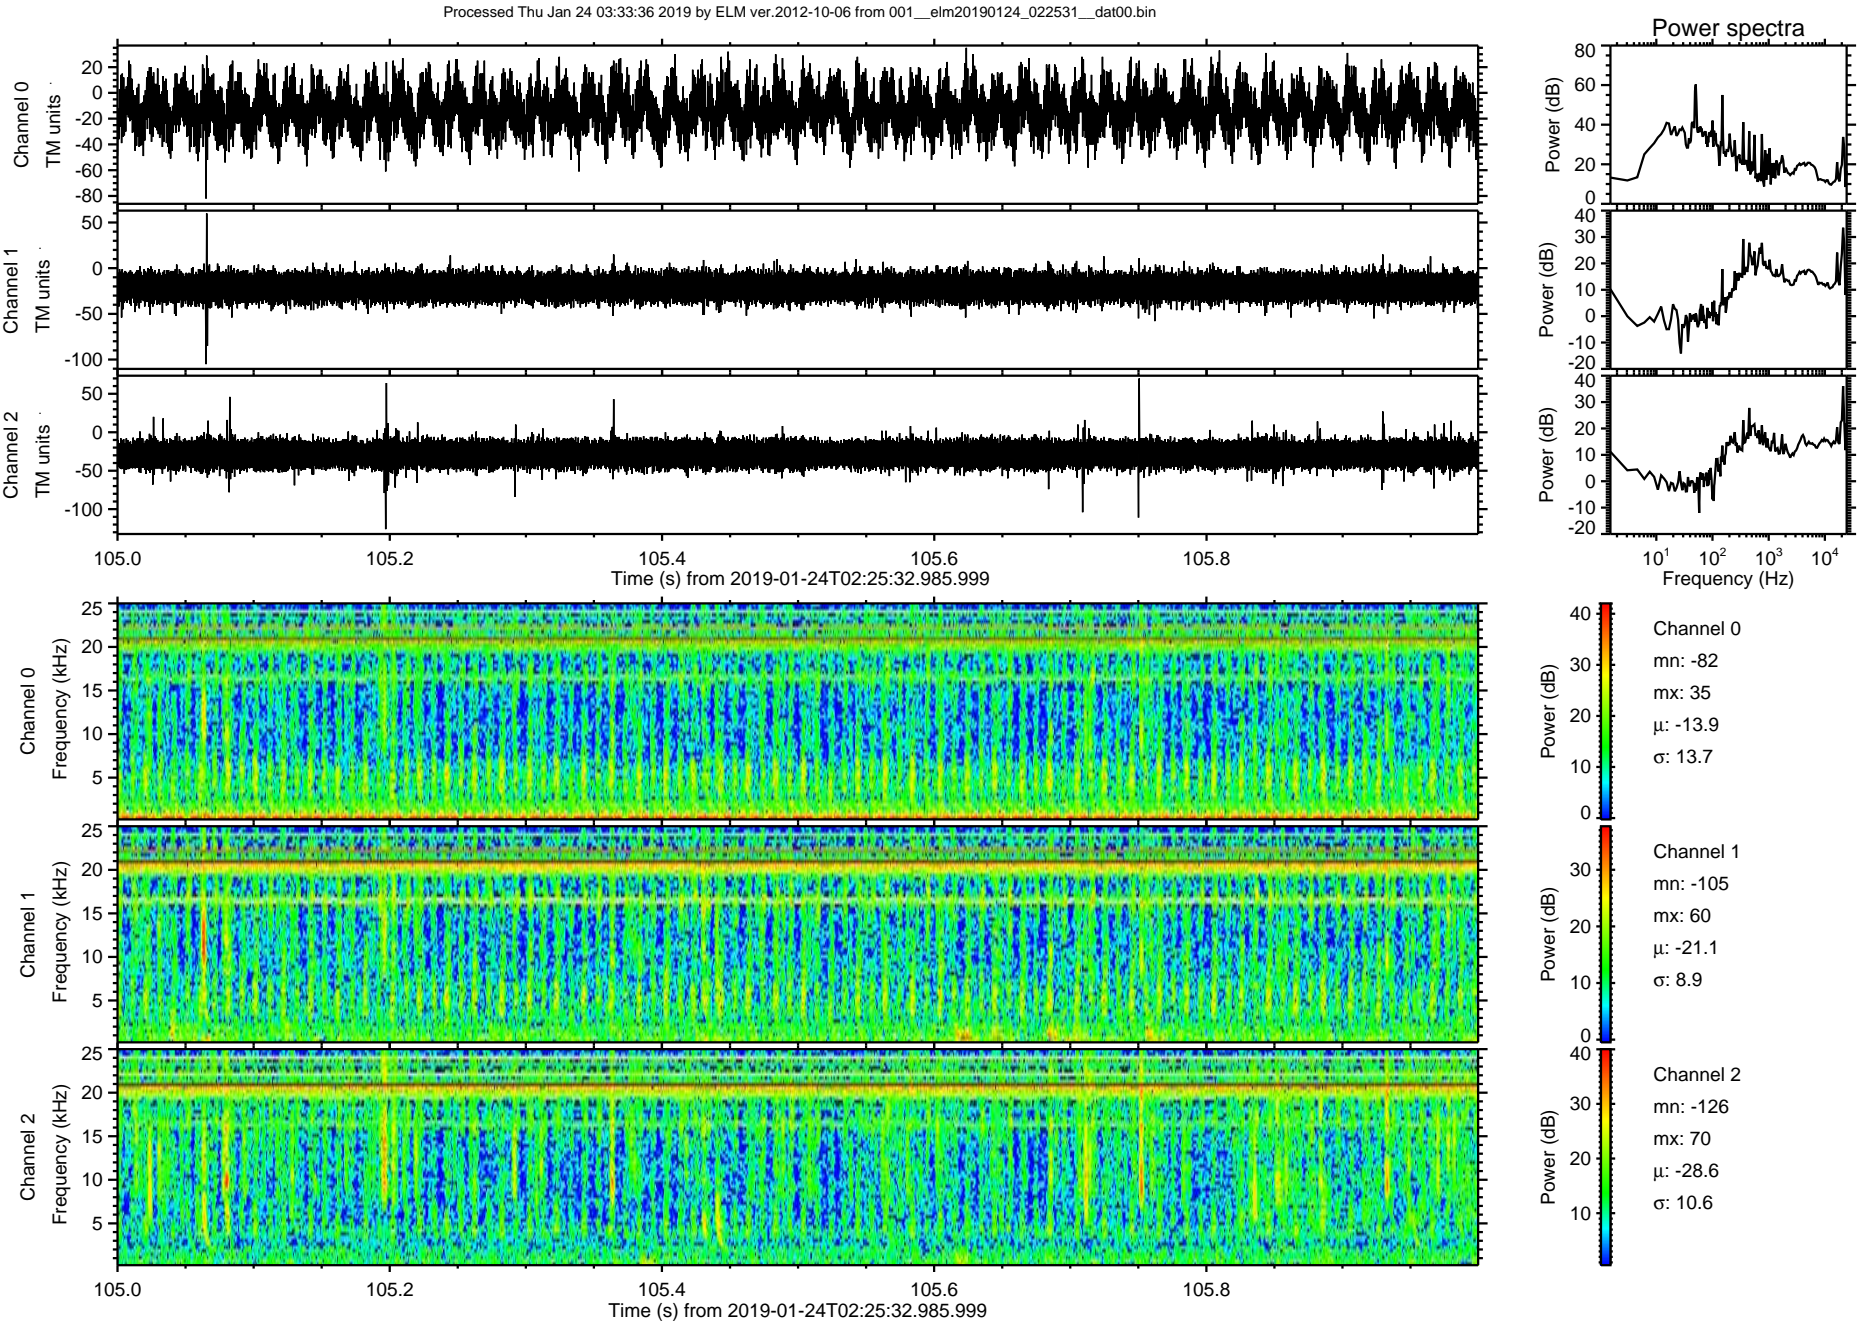 Processed Thu Jan 24 03:33:36 2019 by ELM ver.2012-10-06 from 001__elm20190124_022531__dat00.bin
Power spectra
Channel 0
TM units
20
0
-20
-40
-60
-80
Power (dB)
80
60
40
20
0
Channel 1
TM units
50
0
-50
-100
Power (dB)
40
30
20
10
0
-10
-20
Channel 2
TM units
50
0
-50
-100
Power (dB)
40
30
20
10
0
-10
-20
105.0 105.2 105.4 105.6 105.8
Time (s) from 2019-01-24T02:25:32.985.999
10^1 10^2 10^3 10^4
Frequency (Hz)
Channel 0
Frequency (kHz)
25
20
15
10
5
Power (dB)
40
30
20
10
0
Channel 0
mn: -82
mx: 35
μ: -13.9
σ: 13.7
Channel 1
Frequency (kHz)
25
20
15
10
5
Power (dB)
30
20
10
0
Channel 1
mn: -105
mx: 60
μ: -21.1
σ: 8.9
Channel 2
Frequency (kHz)
25
20
15
10
5
Power (dB)
40
30
20
10
Channel 2
mn: -126
mx: 70
μ: -28.6
σ: 10.6
105.0 105.2 105.4 105.6 105.8
Time (s) from 2019-01-24T02:25:32.985.999